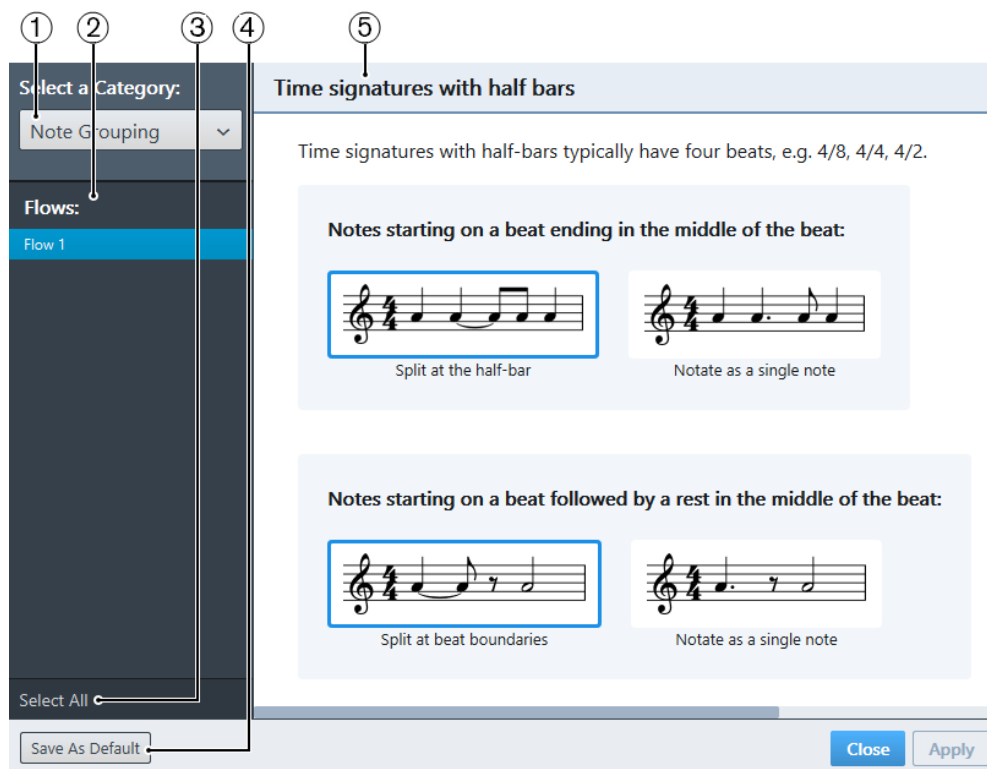 1 2 3 4 5
Select a Category:
Note Grouping
Flows:
Flow 1
Select All
Save As Default
Time signatures with half bars
Time signatures with half-bars typically have four beats, e.g. 4/8, 4/4, 4/2.
Notes starting on a beat ending in the middle of the beat:
Split at the half-bar
Notate as a single note
Notes starting on a beat followed by a rest in the middle of the beat:
Split at beat boundaries
Notate as a single note
Close
Apply